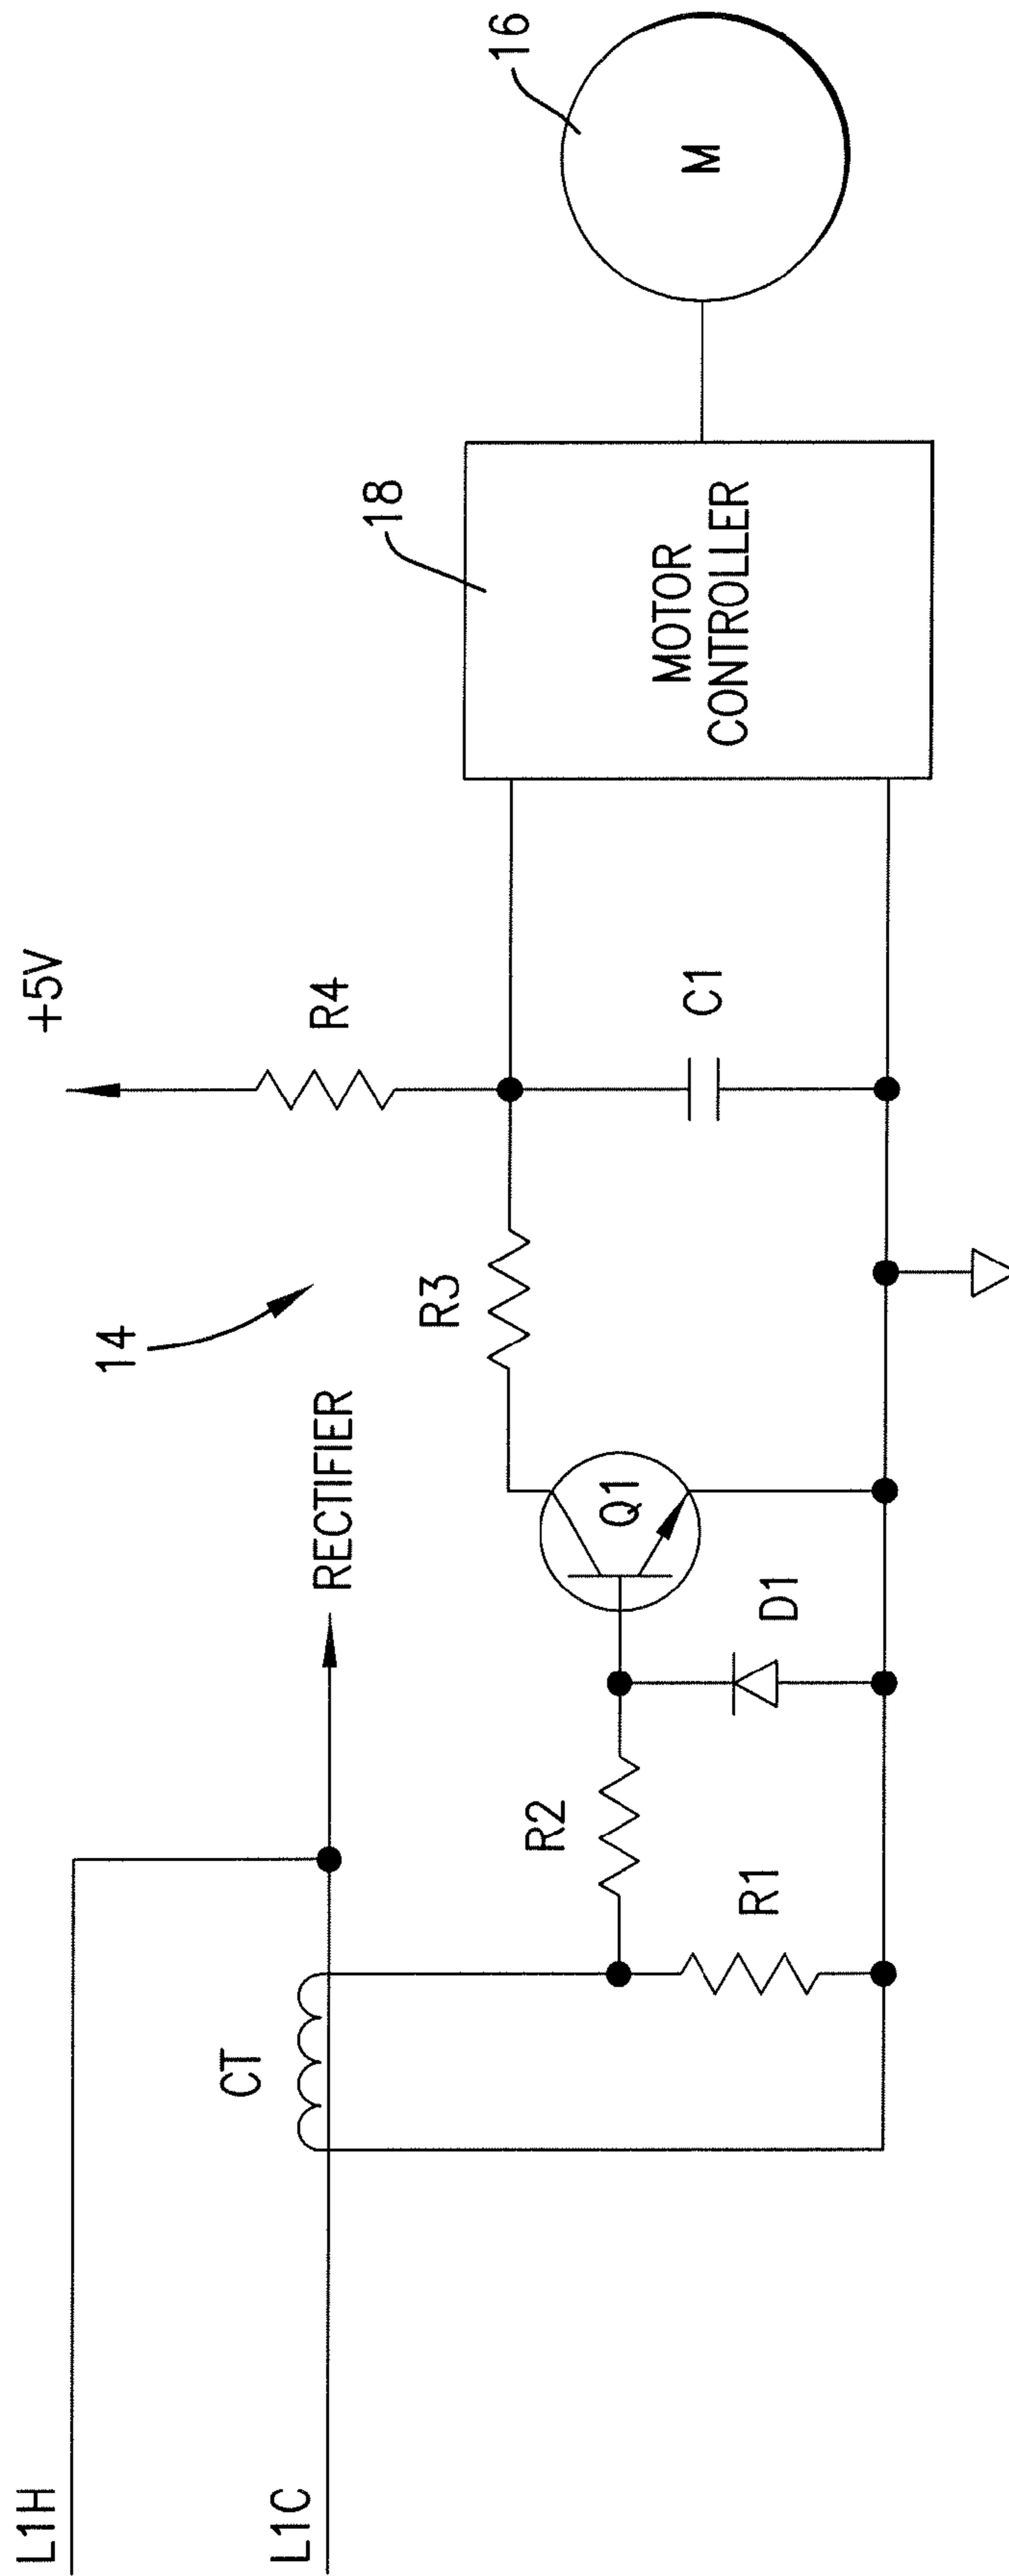 L1H
L1C
CT
RECTIFIER
14
+5V
R4
R3
R2
R1
Q1
D1
C1
18
MOTOR
CONTROLLER
16
M